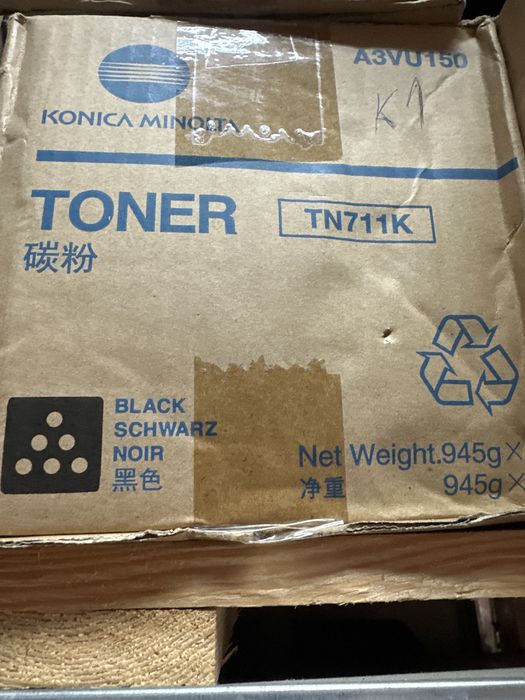 A3VU150
K1
KONICA MINOLTA
TONER
TN711K
碳粉
BLACK
SCHWARZ
NOIR
黑色
Net Weight.945g×
净重 945g×